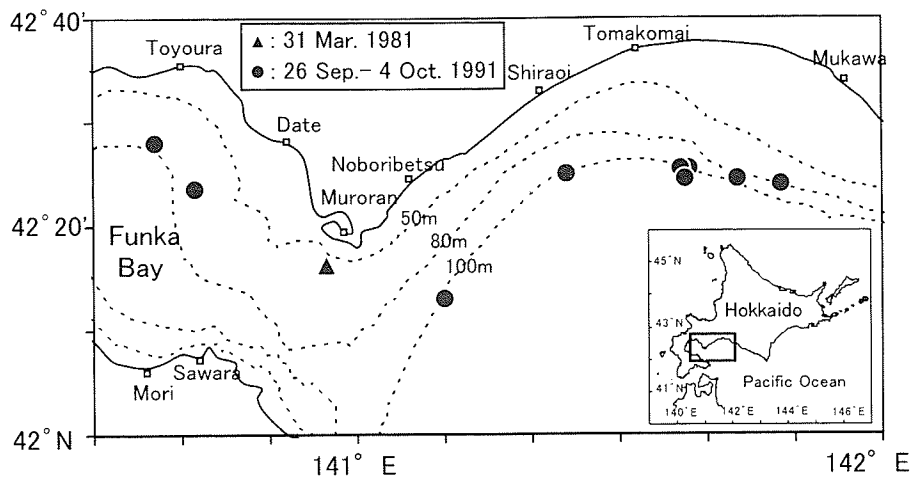 42° 40'
42° 20'
42° N
141° E
142° E
▲ : 31 Mar. 1981
● : 26 Sep.- 4 Oct. 1991
Toyoura
Date
Noboribetsu
Muroran
Shiraoi
Tomakomai
Mukawa
Funka
Bay
50m
80m
100m
Mori
Sawara
45°N
43°N
41°N
Hokkaido
Pacific Ocean
140°E
142°E
144°E
146°E